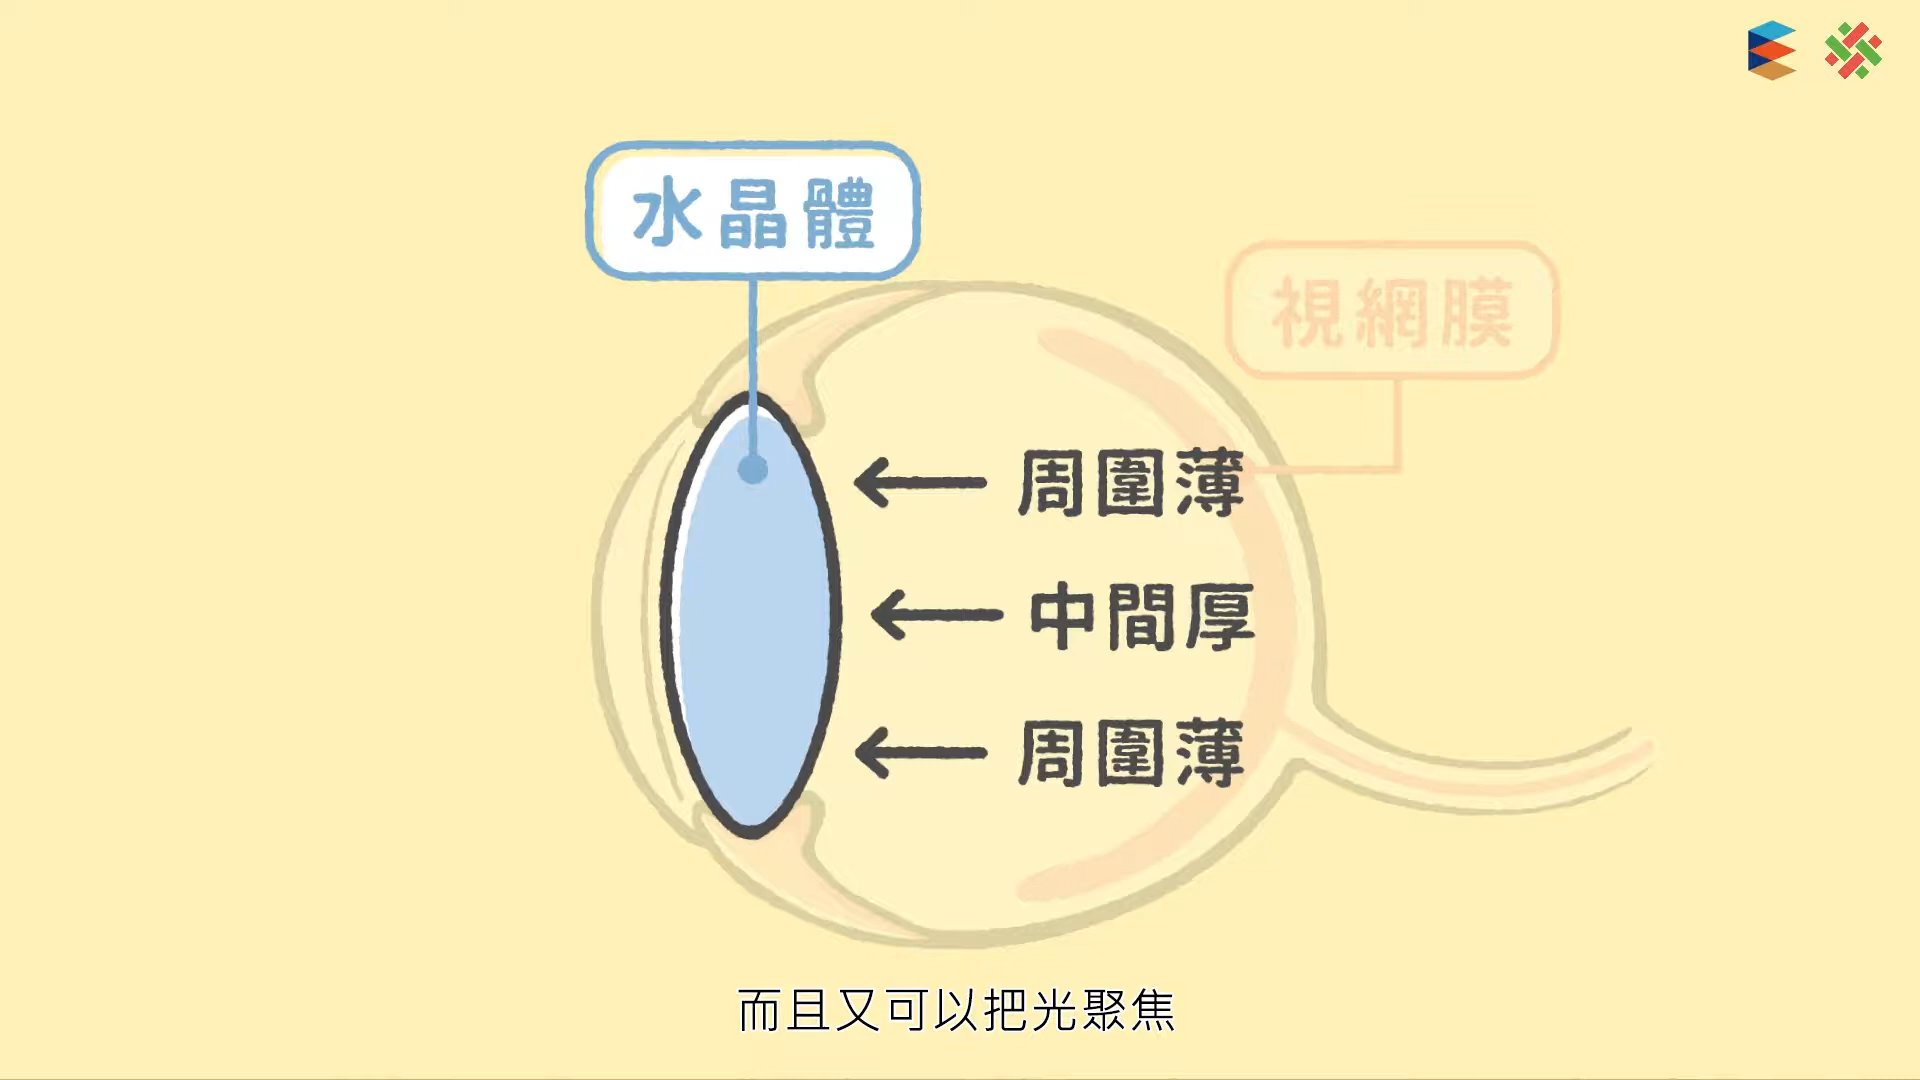 水晶體
視網膜
周圍薄
中間厚
周圍薄
而且又可以把光聚焦